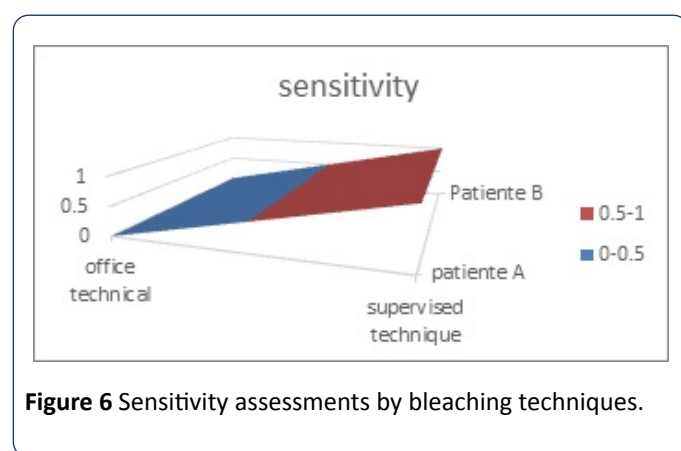 sensitivity
1
0.5
0
office
technical
supervised
technique
Patiente B
patiente A
0.5-1
0-0.5
Figure 6 Sensitivity assessments by bleaching techniques.